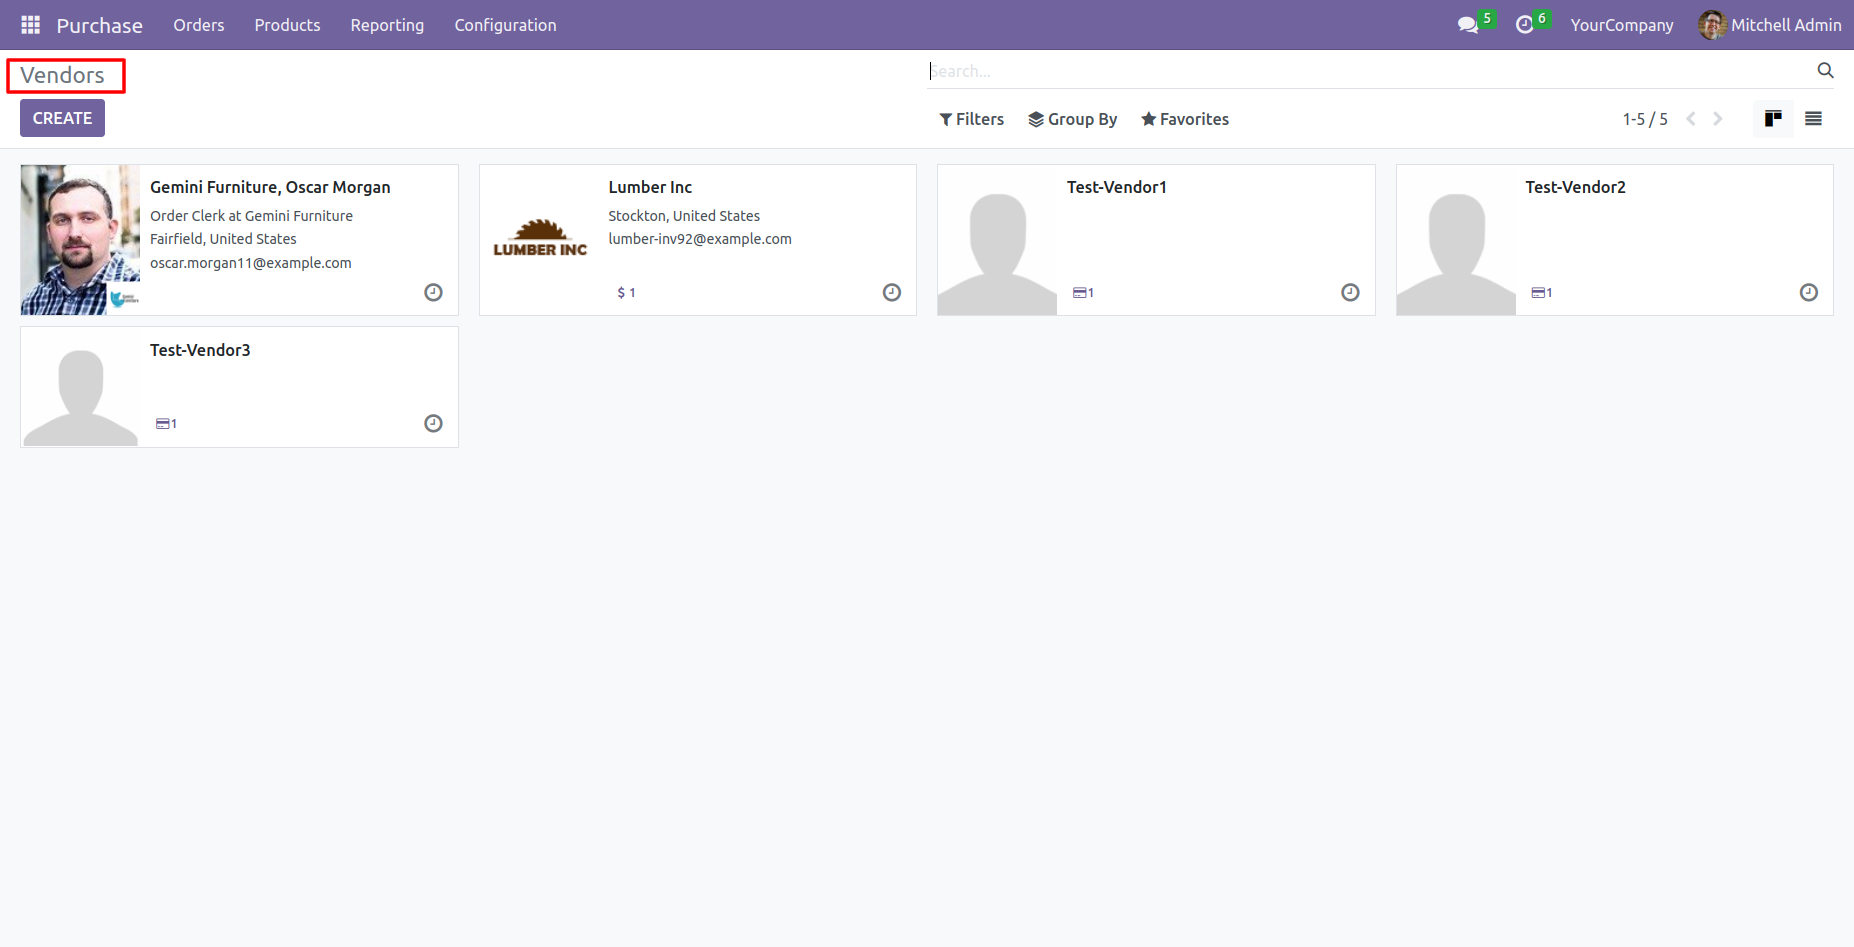 Purchase Orders Products Reporting Configuration 5 6 YourCompany Mitchell Admin
Vendors
Search...
CREATE
Filters Group By Favorites 1-5 / 5
Gemini Furniture, Oscar Morgan
Order Clerk at Gemini Furniture
Fairfield, United States
oscar.morgan11@example.com
Lumber Inc
Stockton, United States
lumber-inv92@example.com
LUMBER INC
$ 1
Test-Vendor1
1
Test-Vendor2
1
Test-Vendor3
1